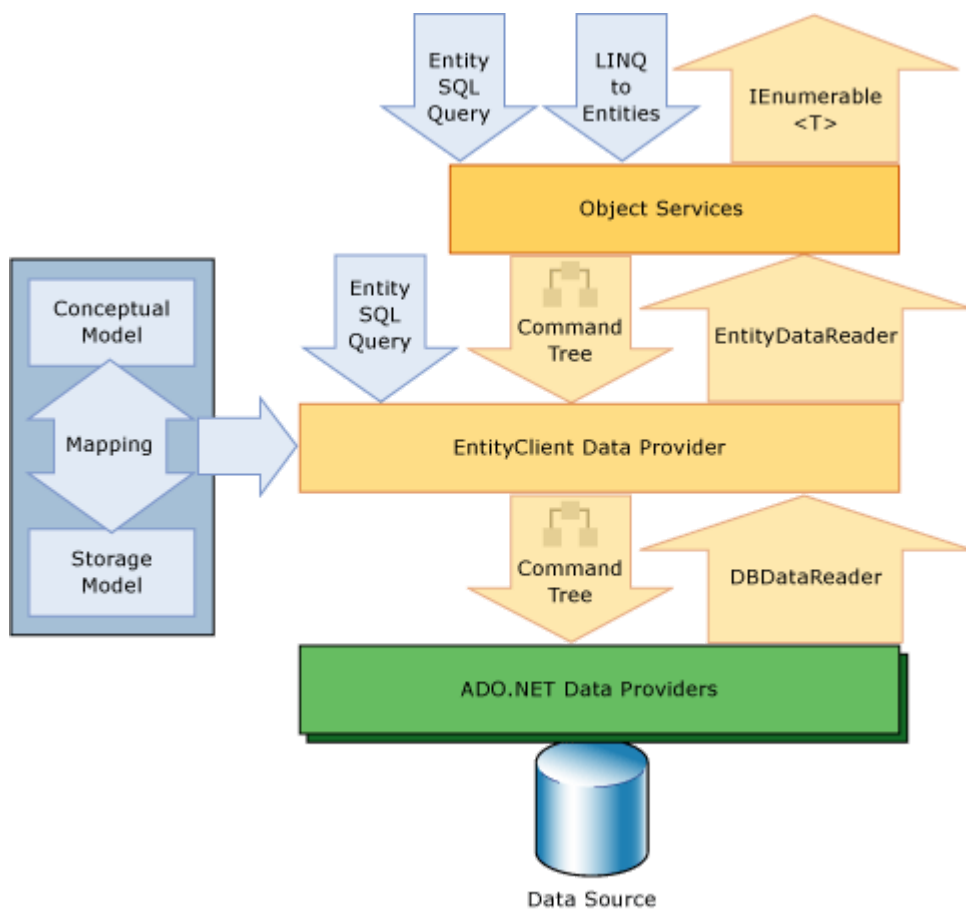 Entity
SQL
Query
LINQ
to
Entities
IEnumerable
<T>
Object Services
Conceptual
Model
Mapping
Storage
Model
Entity
SQL
Query
Command
Tree
EntityDataReader
EntityClient Data Provider
Command
Tree
DBDataReader
ADO.NET Data Providers
Data Source